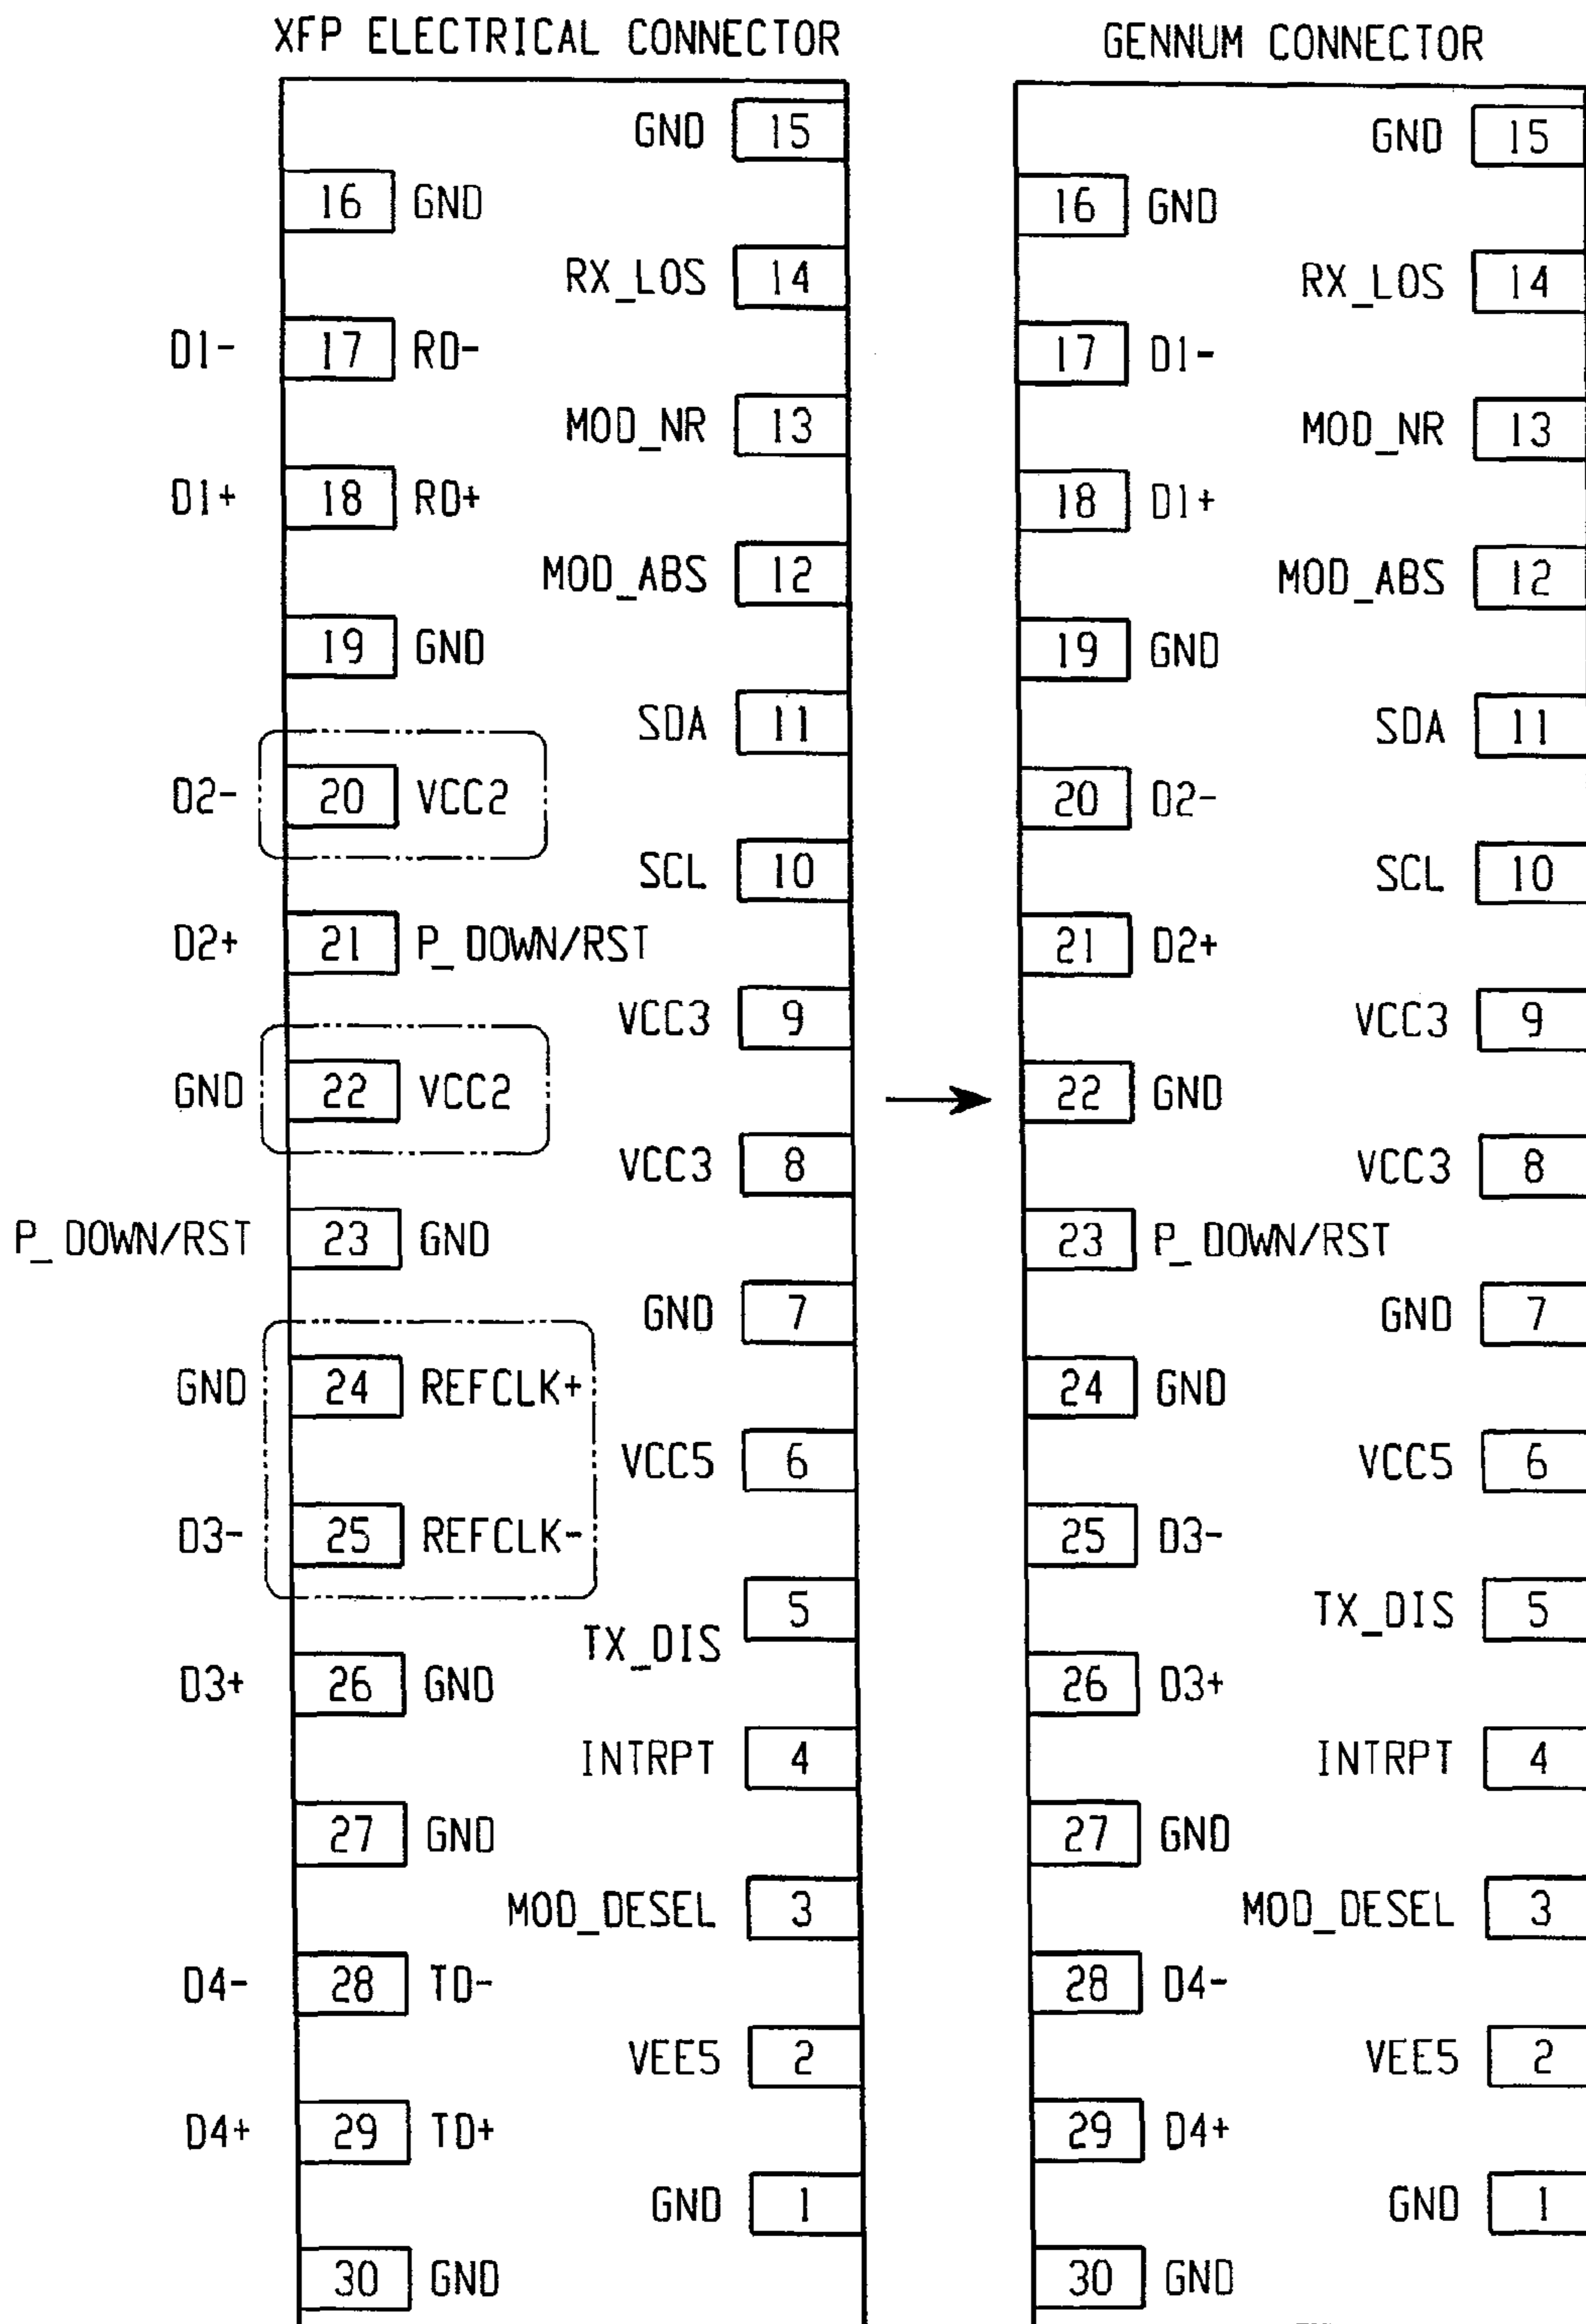 XFP ELECTRICAL CONNECTOR
GND 15
16 GND
RX_LOS 14
D1- 17 RD-
MOD_NR 13
D1+ 18 RD+
MOD_ABS 12
19 GND
SDA 11
D2- 20 VCC2
SCL 10
D2+ 21 P_DOWN/RST
VCC3 9
GND 22 VCC2
VCC3 8
P_DOWN/RST 23 GND
GND 7
GND 24 REFCLK+
VCC5 6
D3- 25 REFCLK-
5
TX_DIS
D3+ 26 GND
INTRPT 4
27 GND
MOD_DESEL 3
D4- 28 TD-
VEE5 2
D4+ 29 TD+
GND 1
30 GND
GENNUM CONNECTOR
GND 15
16 GND
RX_LOS 14
17 D1-
MOD_NR 13
18 D1+
MOD_ABS 12
19 GND
SDA 11
20 D2-
SCL 10
21 D2+
VCC3 9
22 GND
VCC3 8
23 P_DOWN/RST
GND 7
24 GND
VCC5 6
25 D3-
TX_DIS 5
26 D3+
INTRPT 4
27 GND
MOD_DESEL 3
28 D4-
VEE5 2
29 D4+
GND 1
30 GND